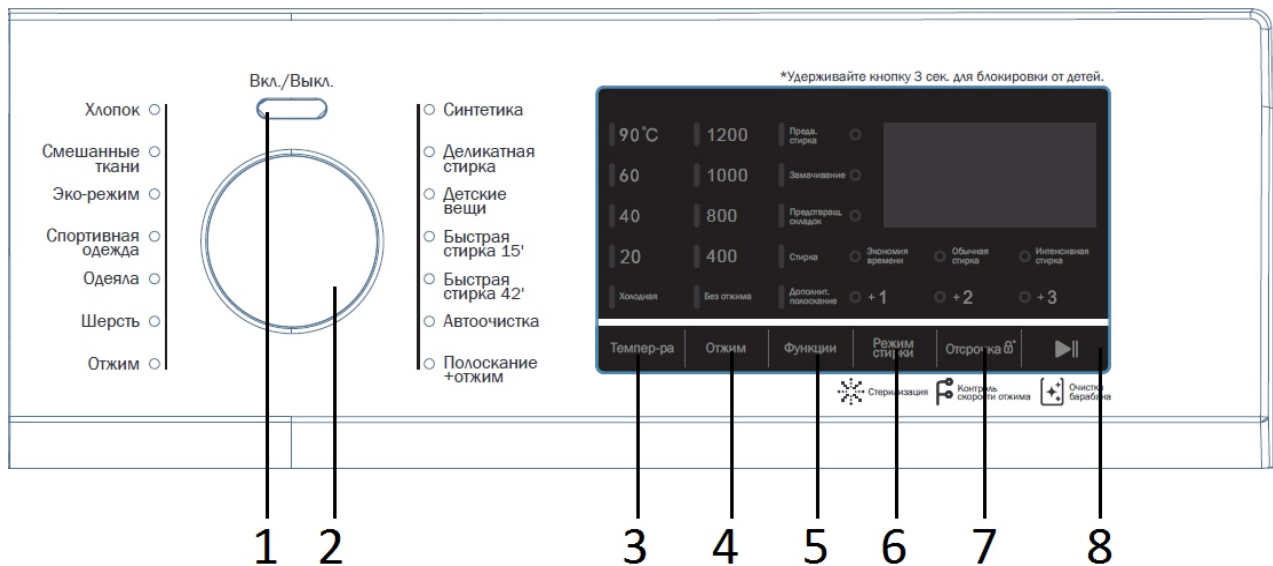 *Удерживайте кнопку 3 сек. для блокировки от детей.
Вкл./Выкл.
Хлопок
Смешанные
ткани
Эко-режим
Спортивная
одежда
Одеяла
Шерсть
Отжим
Синтетика
Деликатная
стирка
Детские
вещи
Быстрая
стирка 15'
Быстрая
стирка 42'
Автоочистка
Полоскание
+отжим
90°C
60
40
20
Холодная
1200
1000
800
400
Без отжима
Предв.
стирка
Замачивание
Предотвращ.
складок
Стирка
Экономия
времени
Обычная
стирка
Интенсивная
стирка
Дополнит.
полоскание
+1
+2
+3
Темпер-ра
Отжим
Функции
Режим
стирки
Отсрочка *
Стерилизация
Контроль
скорости отжима
Очистка
барабана
1 2 3 4 5 6 7 8